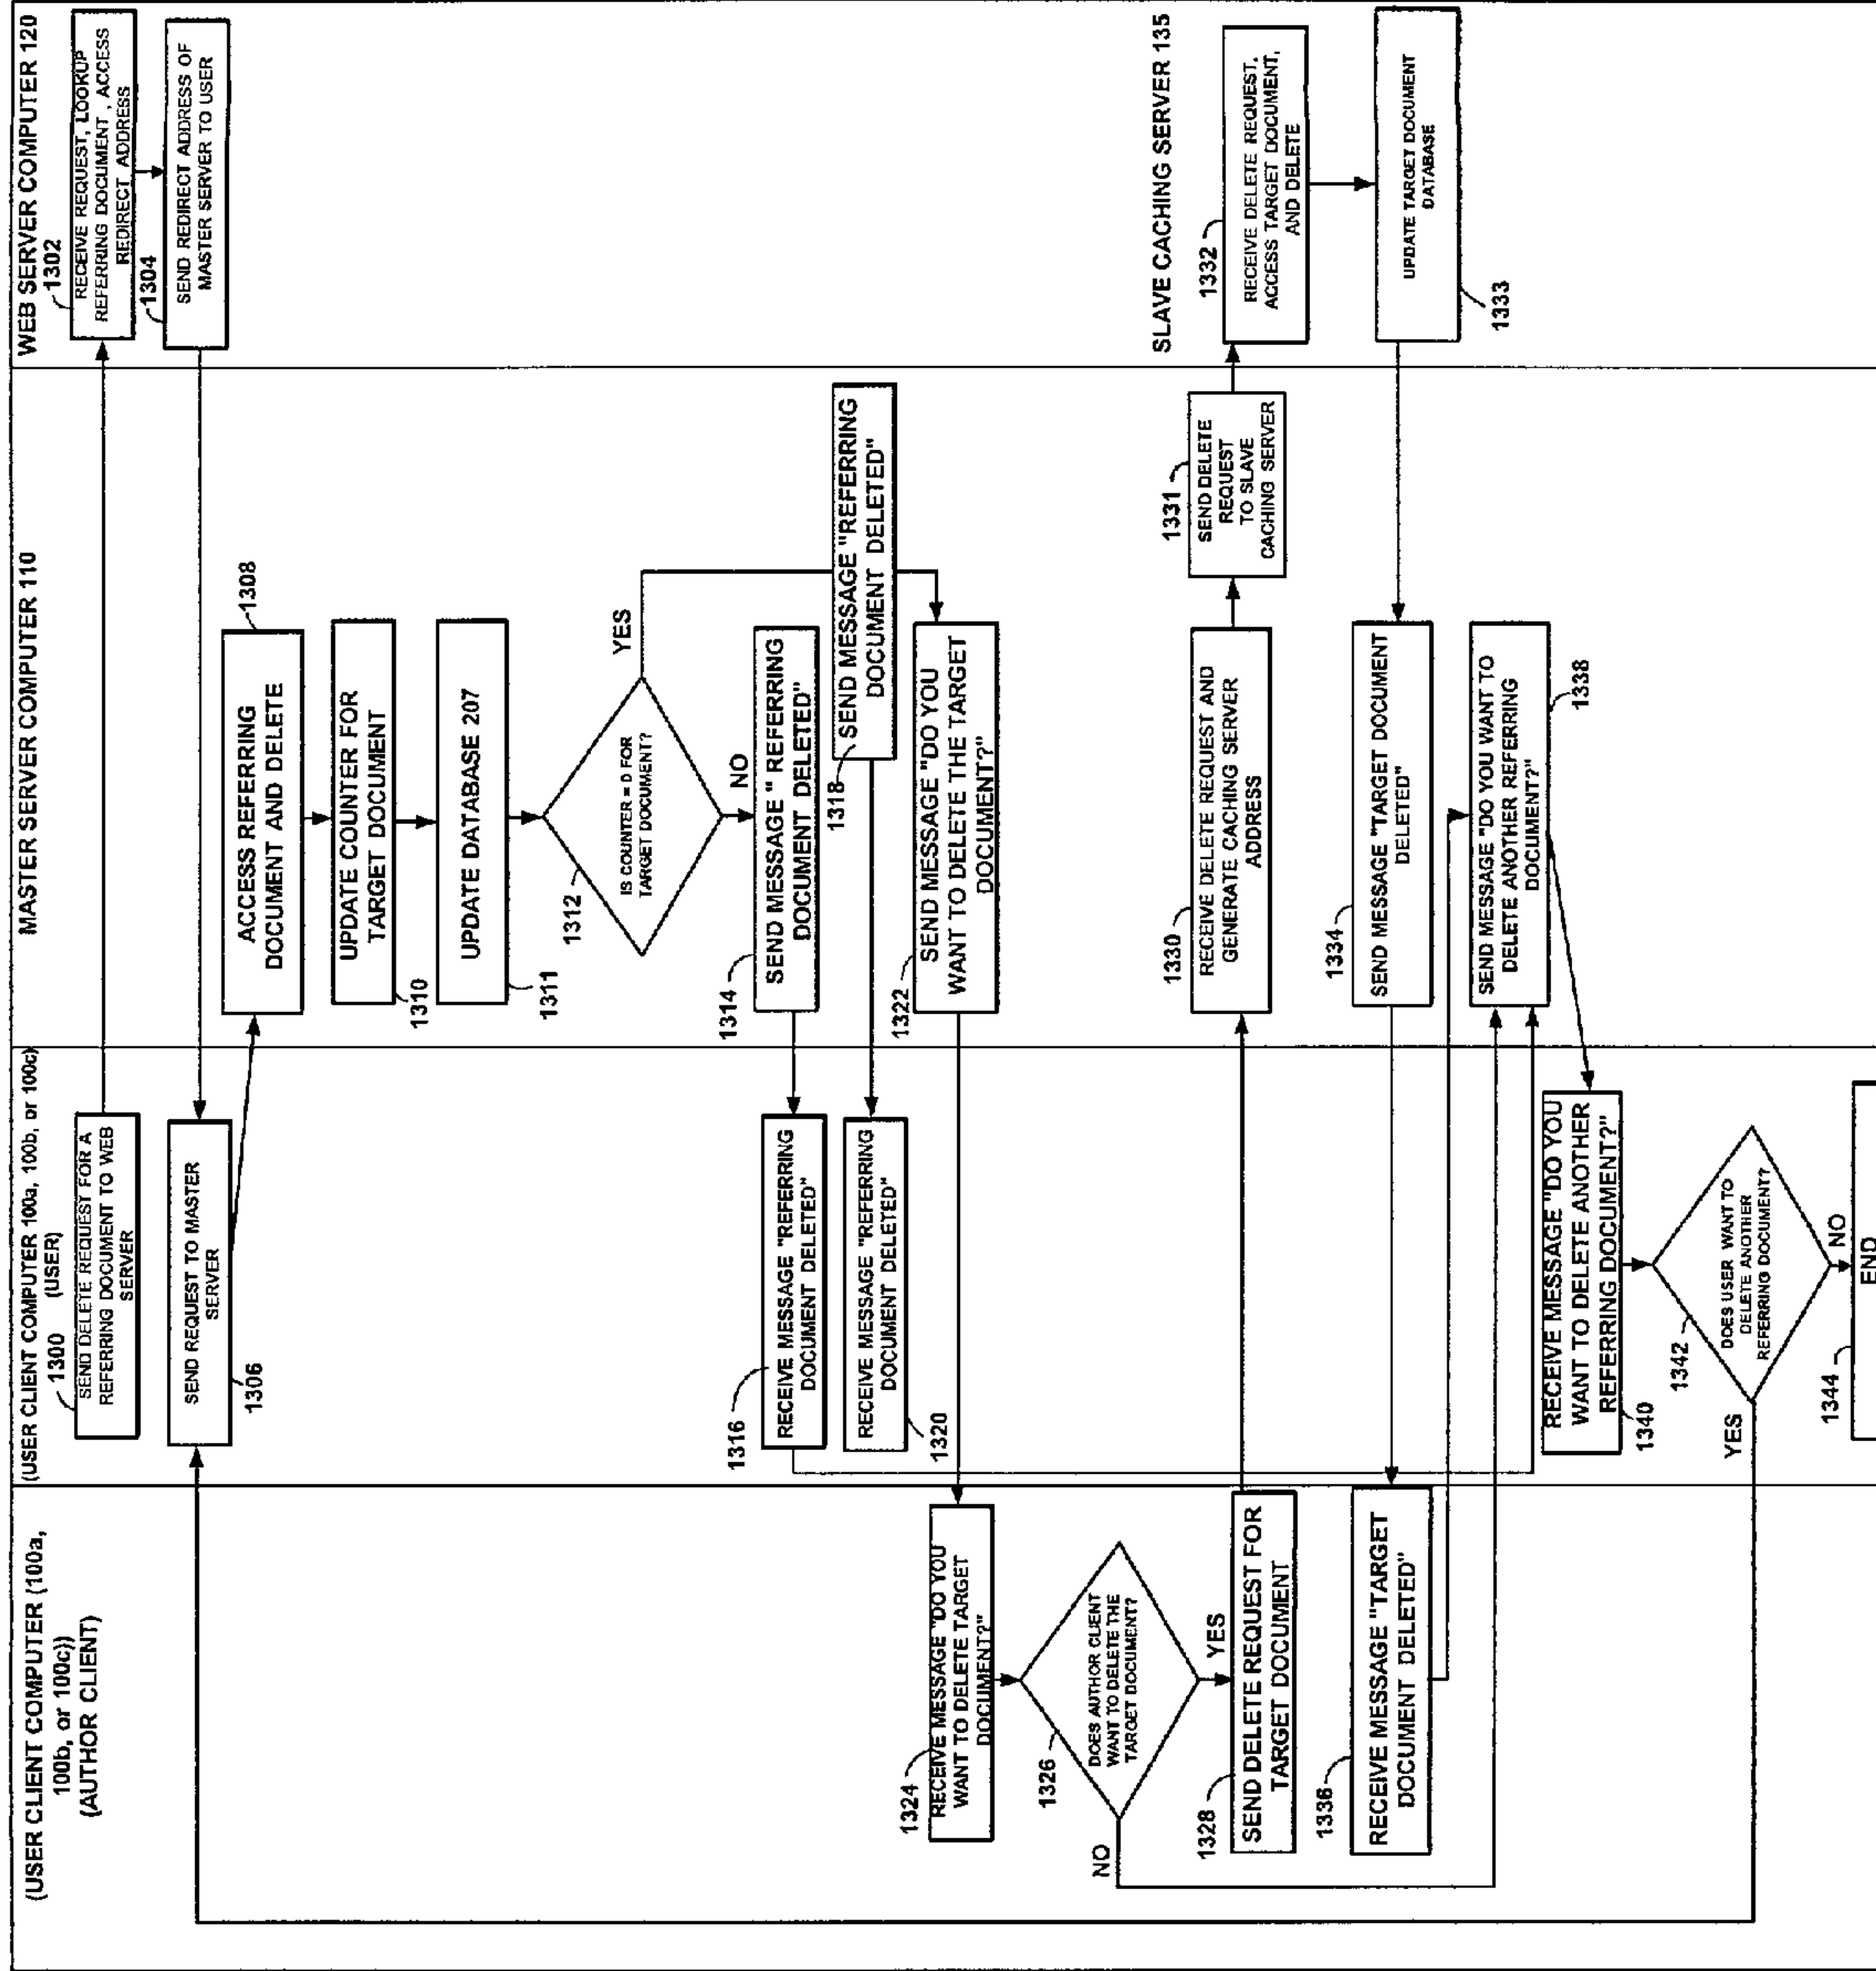 (USER CLIENT COMPUTER (100a,
100b, or 100c))
(AUTHOR CLIENT)
(USER CLIENT COMPUTER 100a, 100b, or 100c)
(USER)
MASTER SERVER COMPUTER 110
WEB SERVER COMPUTER 120
1300
SEND DELETE REQUEST FOR A
REFERRING DOCUMENT TO WEB
SERVER
1302
RECEIVE REQUEST, LOOKUP
REFERRING DOCUMENT, ACCESS
REDIRECT ADDRESS
1304
SEND REDIRECT ADDRESS OF
MASTER SERVER TO USER
SEND REQUEST TO MASTER
SERVER
1306
1308
ACCESS REFERRING
DOCUMENT AND DELETE
UPDATE COUNTER FOR
TARGET DOCUMENT
1310
UPDATE DATABASE 207
1311
1312
IS COUNTER = 0 FOR
TARGET DOCUMENT?
YES
NO
1314
SEND MESSAGE " REFERRING
DOCUMENT DELETED"
1316
RECEIVE MESSAGE "REFERRING
DOCUMENT DELETED"
1318
SEND MESSAGE "REFERRING
DOCUMENT DELETED"
RECEIVE MESSAGE "REFERRING
DOCUMENT DELETED"
1320
1322
SEND MESSAGE "DO YOU
WANT TO DELETE THE TARGET
DOCUMENT?"
1324
RECEIVE MESSAGE "DO YOU
WANT TO DELETE TARGET
DOCUMENT?"
1326
DOES AUTHOR CLIENT
WANT TO DELETE THE
TARGET DOCUMENT?
NO
YES
1328
SEND DELETE REQUEST FOR
TARGET DOCUMENT
1330
RECEIVE DELETE REQUEST AND
GENERATE CACHING SERVER
ADDRESS
1331
SEND DELETE
REQUEST
TO SLAVE
CACHING SERVER
SLAVE CACHING SERVER 135
1332
RECEIVE DELETE REQUEST,
ACCESS TARGET DOCUMENT,
AND DELETE
UPDATE TARGET DOCUMENT
DATABASE
1333
1334
SEND MESSAGE "TARGET DOCUMENT
DELETED"
1336
RECEIVE MESSAGE "TARGET
DOCUMENT DELETED"
SEND MESSAGE "DO YOU WANT TO
DELETE ANOTHER REFERRING
DOCUMENT?"
1338
RECEIVE MESSAGE "DO YOU
WANT TO DELETE ANOTHER
REFERRING DOCUMENT?"
1340
1342
DOES USER WANT TO
DELETE ANOTHER
REFERRING DOCUMENT?
YES
NO
1344
END